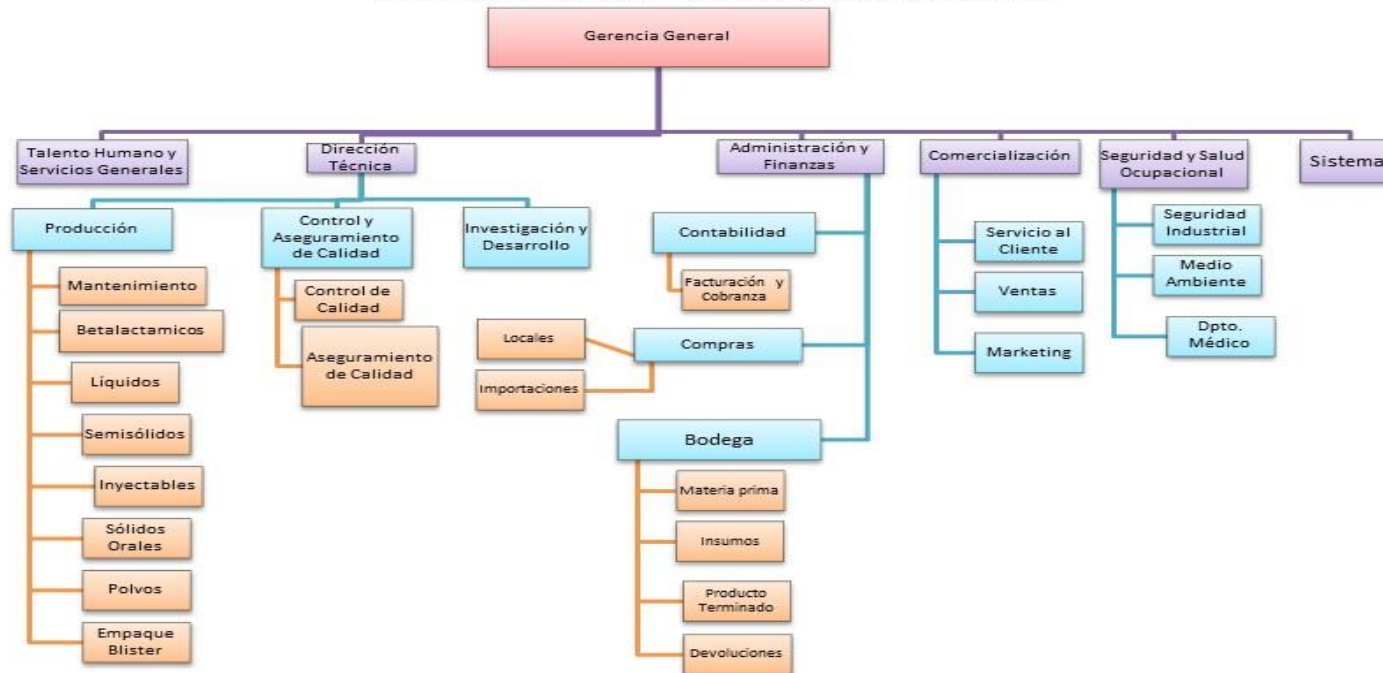 Gerencia General
Talento Humano y
Servicios Generales
Dirección
Técnica
Administración y
Finanzas
Comercialización
Seguridad y Salud
Ocupacional
Sistema
Producción
Mantenimiento
Betalactamicos
Líquidos
Semisólidos
Inyectables
Sólidos
Orales
Polvos
Empaque
Blister
Control y
Aseguramiento
de Calidad
Control de
Calidad
Aseguramiento
de Calidad
Investigación y
Desarrollo
Contabilidad
Facturación y
Cobranza
Compras
Locales
Importaciones
Bodega
Materia prima
Insumos
Producto
Terminado
Devoluciones
Servicio al
Cliente
Ventas
Marketing
Seguridad
Industrial
Medio
Ambiente
Dpto.
Médico